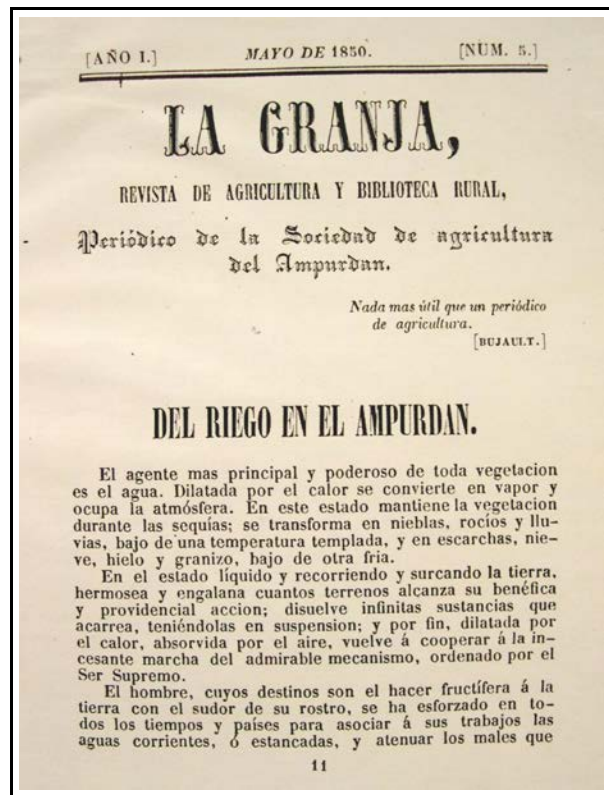 [AÑO I.] MAYO DE 1850. [NUM. 5.]
LA GRANJA,
REVISTA DE AGRICULTURA Y BIBLIOTECA RURAL,
Periódico de la Sociedad de agricultura
del Ampurdan.
Nada mas útil que un periódico
de agricultura.
[BUJAULT.]
DEL RIEGO EN EL AMPURDAN.
El agente mas principal y poderoso de toda vegetacion
es el agua. Dilatada por el calor se convierte en vapor y
ocupa la atmósfera. En este estado mantiene la vegetacion
durante las sequías; se transforma en nieblas, rocíos y llu-
vias, bajo de una temperatura templada, y en escarchas, nie-
ve, hielo y granizo, bajo de otra fria.
En el estado líquido y recorriendo y surcando la tierra,
hermosea y engalana cuantos terrenos alcanza su benéfica
y providencial accion; disuelve infinitas sustancias que
acarrea, teniéndolas en suspension; y por fin, dilatada por
el calor, absorvida por el aire, vuelve á cooperar á la in-
cesante marcha del admirable mecanismo, ordenado por el
Ser Supremo.
El hombre, cuyos destinos son el hacer fructífera á la
tierra con el sudor de su rostro, se ha esforzado en to-
dos los tiempos y países para asociar á sus trabajos las
aguas corrientes, ó estancadas, y atenuar los males que
11